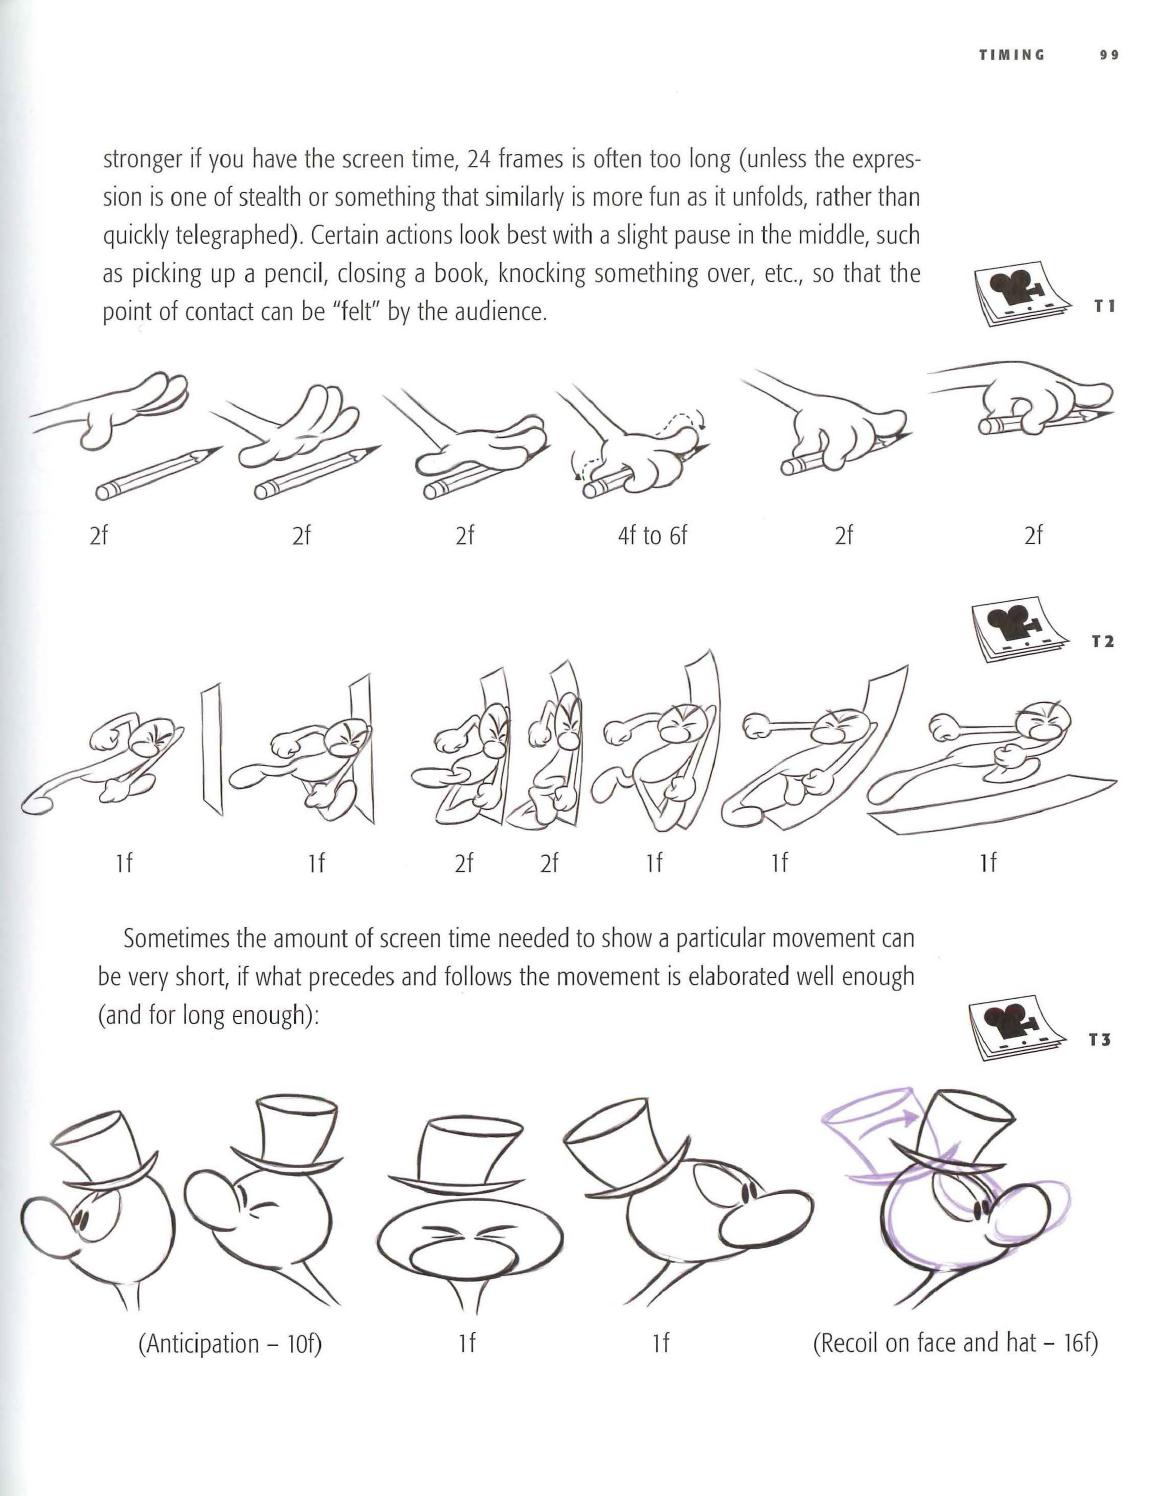 TIMING 99
stronger if you have the screen time, 24 frames is often too long (unless the expres-
sion is one of stealth or something that similarly is more fun as it unfolds, rather than
quickly telegraphed). Certain actions look best with a slight pause in the middle, such
as picking up a pencil, closing a book, knocking something over, etc., so that the
point of contact can be “felt” by the audience.
T1
2f 2f 2f 4f to 6f 2f 2f
T2
1f 1f 2f 2f 1f 1f 1f
Sometimes the amount of screen time needed to show a particular movement can
be very short, if what precedes and follows the movement is elaborated well enough
(and for long enough):
T3
(Anticipation – 10f) 1f 1f (Recoil on face and hat – 16f)